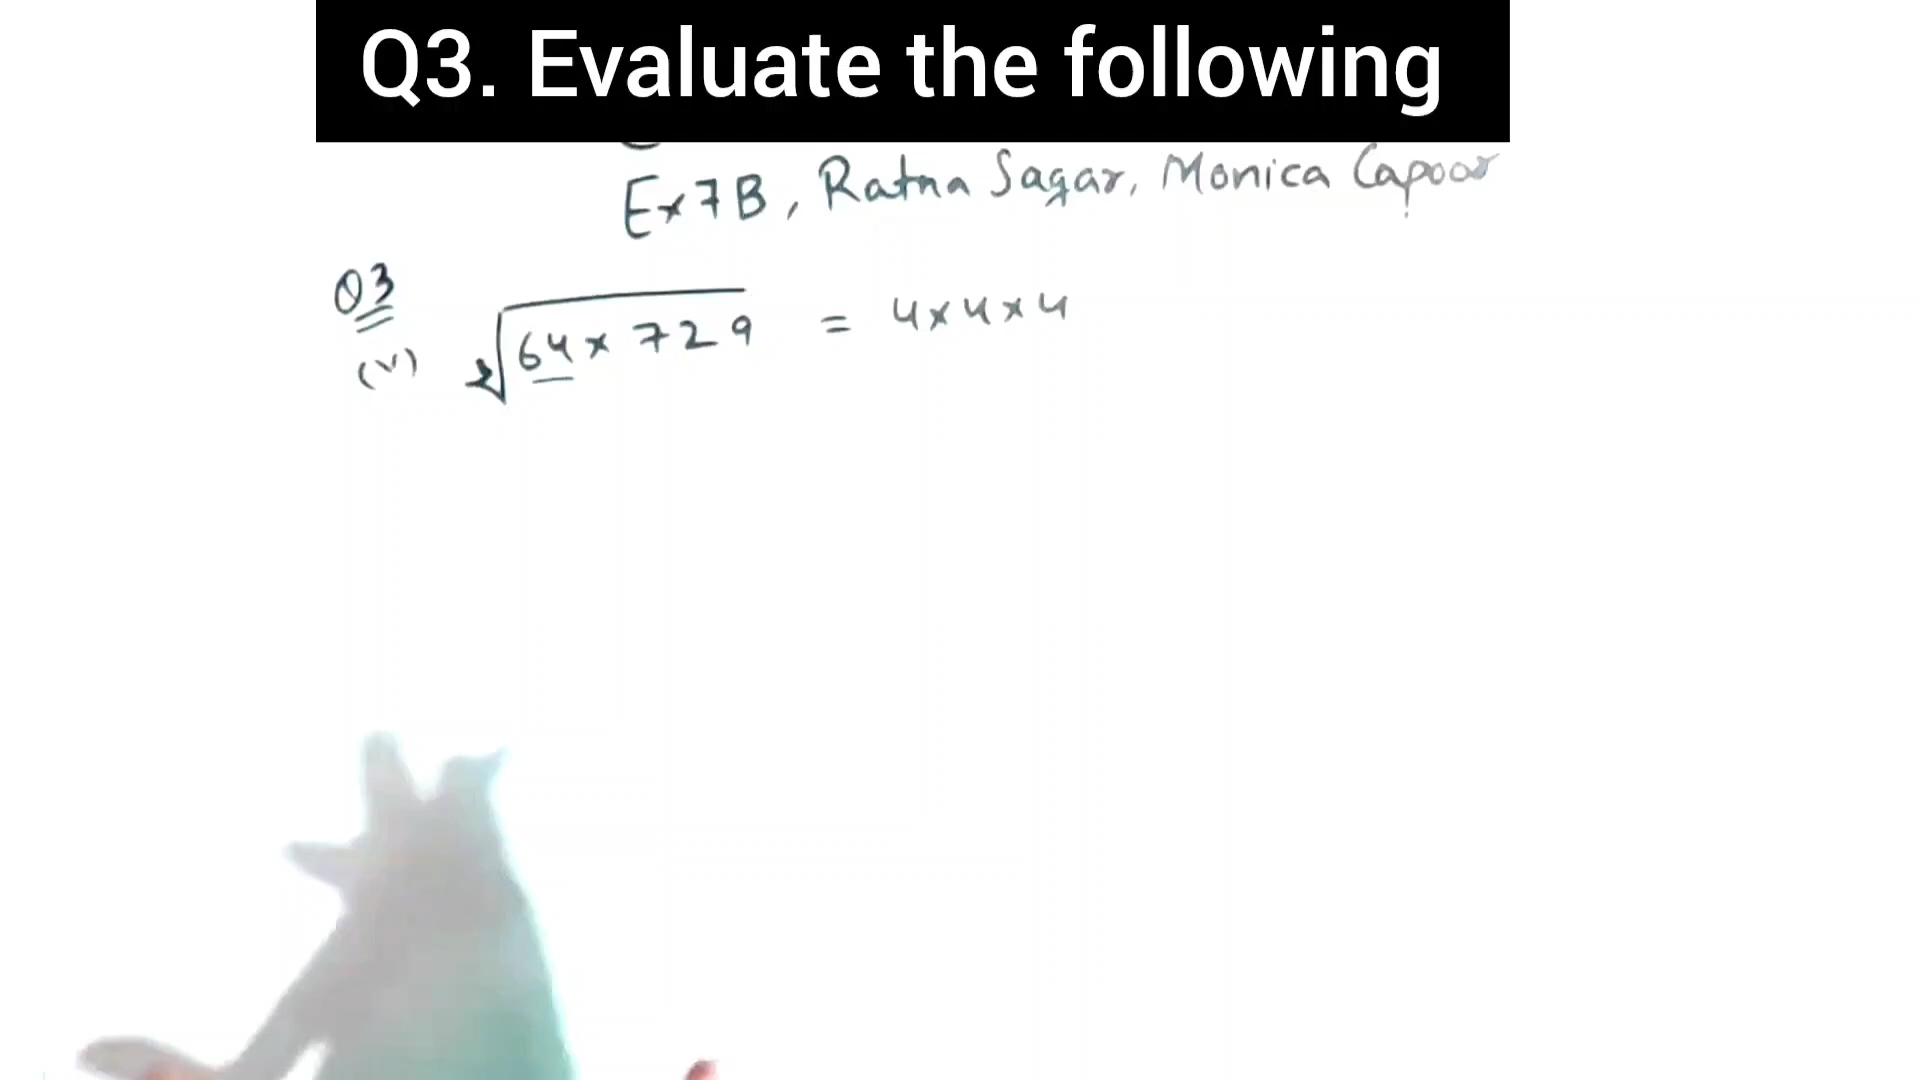 Q3. Evaluate the following
Ex 7B, Ratna Sagar, Monica Capoor
Q3
(v) ∛64 × 729 = 4 × 4 × 4